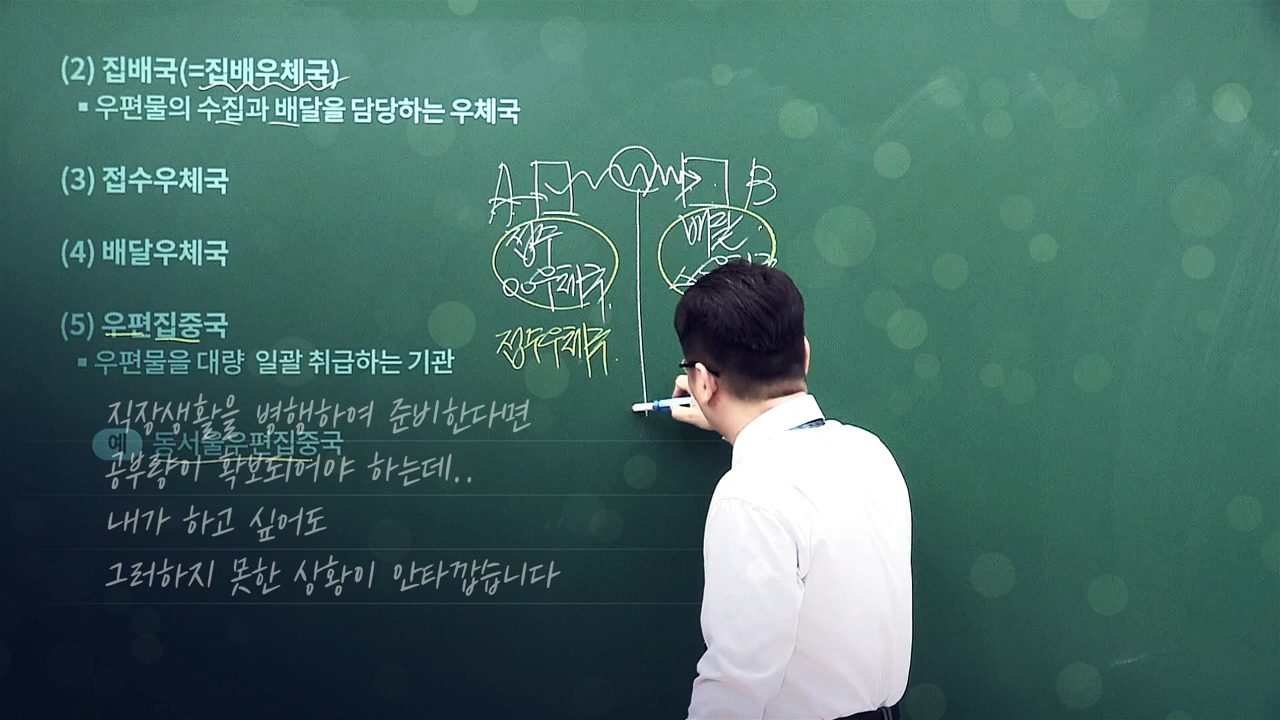 (2) 집배국(=집배우체국)
▪ 우편물의 수집과 배달을 담당하는 우체국
(3) 접수우체국
(4) 배달우체국
(5) 우편집중국
▪ 우편물을 대량 일괄 취급하는 기관
예 동서울우편집중국
직장생활을 병행하여 준비한다면
공부량이 확보되어야 하는데..
내가 하고 싶어도
그러하지 못한 상황이 안타깝습니다
A B
접수
○○우체국
접수우체국
배달